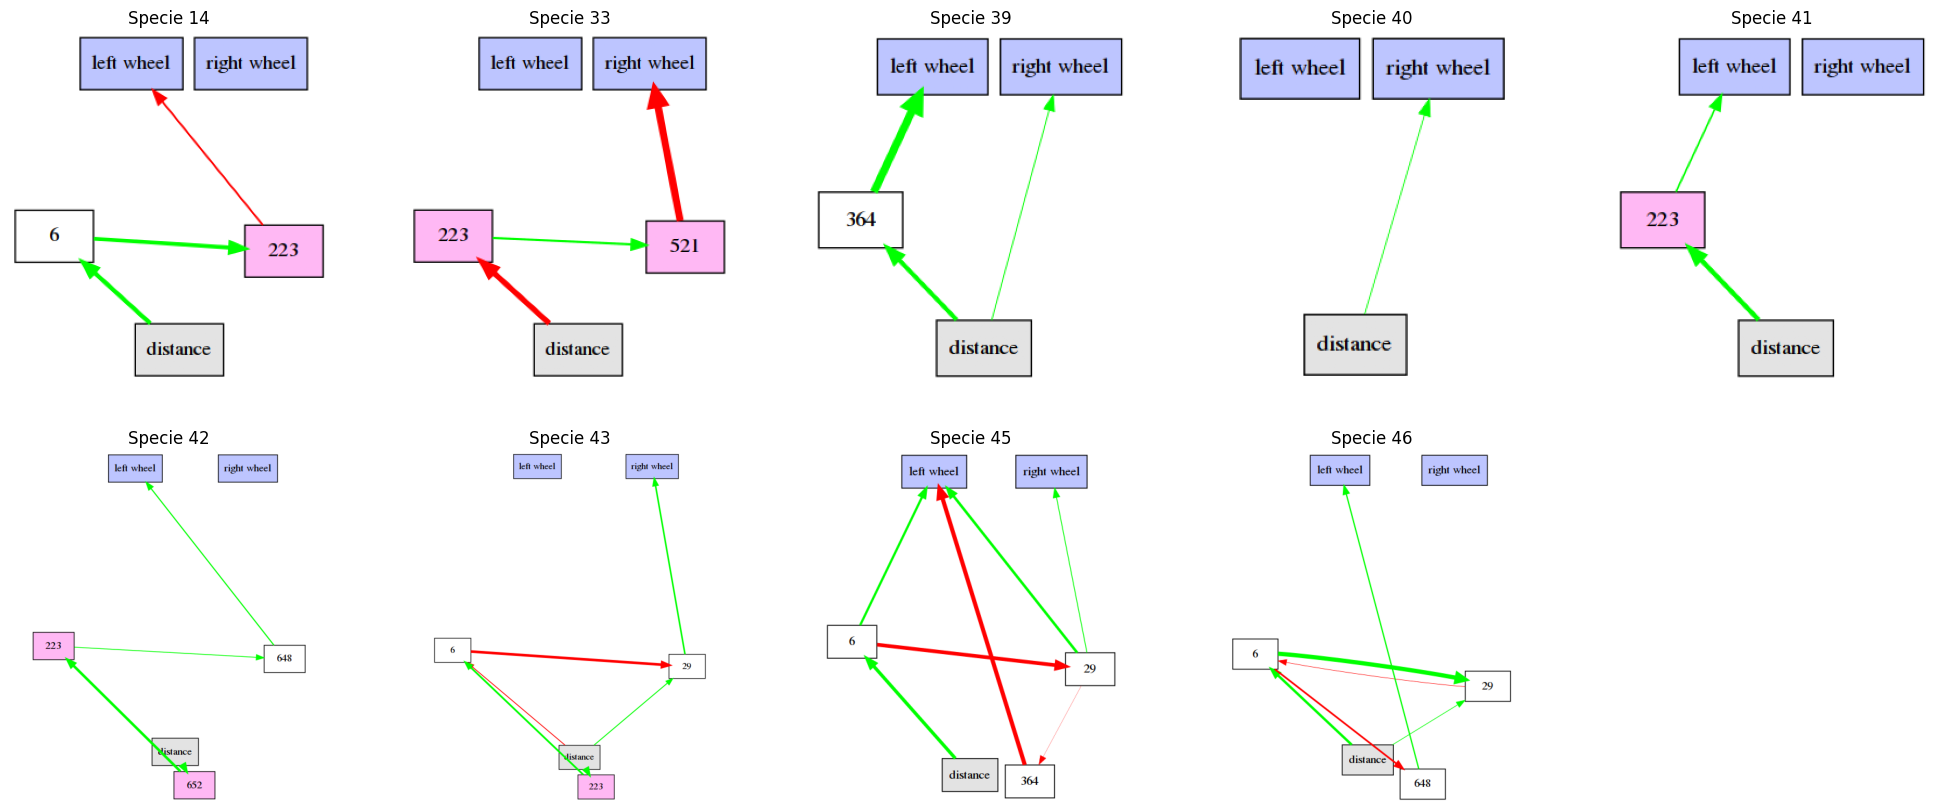 Specie 14
left wheel
right wheel
6
223
distance
Specie 33
left wheel
right wheel
223
521
distance
Specie 39
left wheel
right wheel
364
distance
Specie 40
left wheel
right wheel
distance
Specie 41
left wheel
right wheel
223
distance
Specie 42
left wheel
right wheel
223
648
distance
652
Specie 43
left wheel
right wheel
6
29
distance
223
Specie 45
left wheel
right wheel
6
29
distance
364
Specie 46
left wheel
right wheel
6
29
distance
648